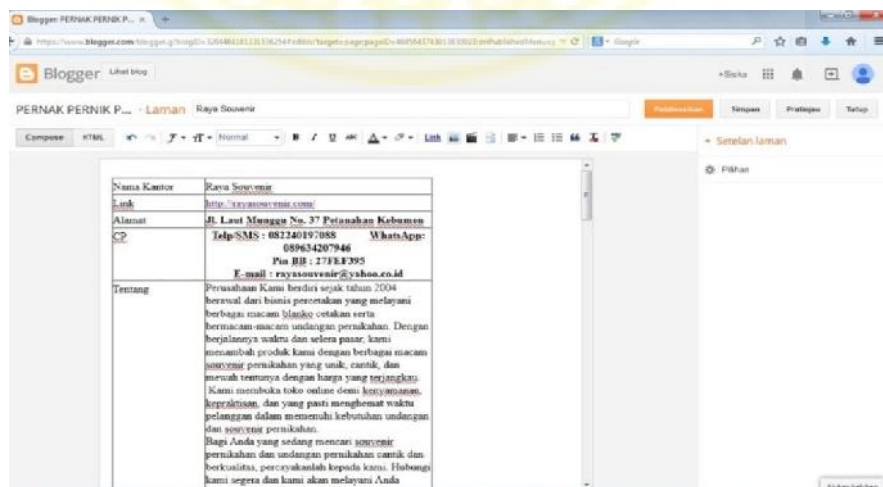 Blogger: PERNAK PERNIK P...
Google
Blogger Lihat blog
+Siska
PERNAK PERNIK P... · Laman Raya Souvenir
Publikasikan Simpan Pratinjau Tutup
Compose HTML Normal Link
Setelan laman
Pilihan
Nama Kantor Raya Souvenir
Link http://rayasouvenir.com/
Alamat Jl. Laut Munggu No. 37 Petanahan Kebumen
CP Telp/SMS : 082240197088 WhatsApp:
089634207946
Pin BB : 27FEF395
E-mail : rayasouvenir@yahoo.co.id
Tentang Perusahaan Kami berdiri sejak tahun 2004
berawal dari bisnis percetakan yang melayani
berbagai macam blanko cetakan serta
bermacam-macam undangan pernikahan. Dengan
berjalannya waktu dan selera pasar, kami
menambah produk kami dengan berbagai macam
souvenir pernikahan yang unik, cantik, dan
mewah tentunya dengan harga yang terjangkau.
Kami membuka toko online demi kenyamanan,
kepraktisan, dan yang pasti menghemat waktu
pelanggan dalam memenuhi kebutuhan undangan
dan souvenir pernikahan.
Bagi Anda yang sedang mencari souvenir
pernikahan dan undangan pernikahan cantik dan
berkualitas, percayakanlah kepada kami. Hubungi
kami segera dan kami akan melayani Anda